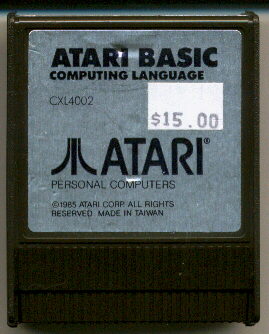 ATARI BASIC
COMPUTING LANGUAGE
CXL4002
$15.00
ATARI®
PERSONAL COMPUTERS
©1985 ATARI CORP. ALL RIGHTS
RESERVED. MADE IN TAIWAN